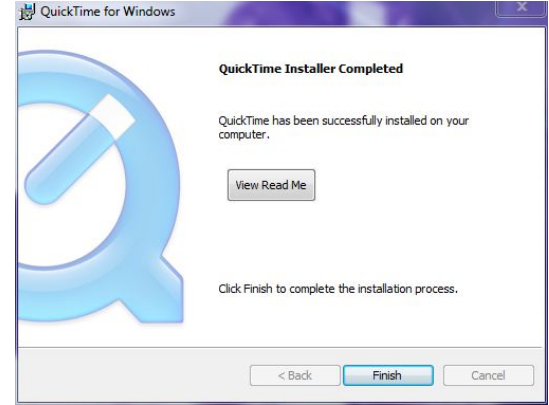 QuickTime for Windows
QuickTime Installer Completed
QuickTime has been successfully installed on your
computer.
View Read Me
Click Finish to complete the installation process.
< Back
Finish
Cancel